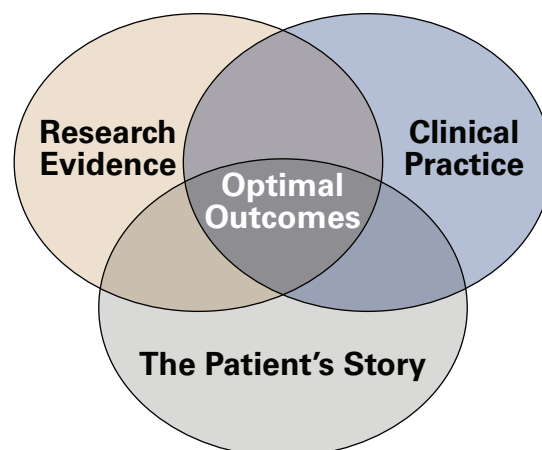 Research
Evidence
Clinical
Practice
Optimal
Outcomes
The Patient’s Story